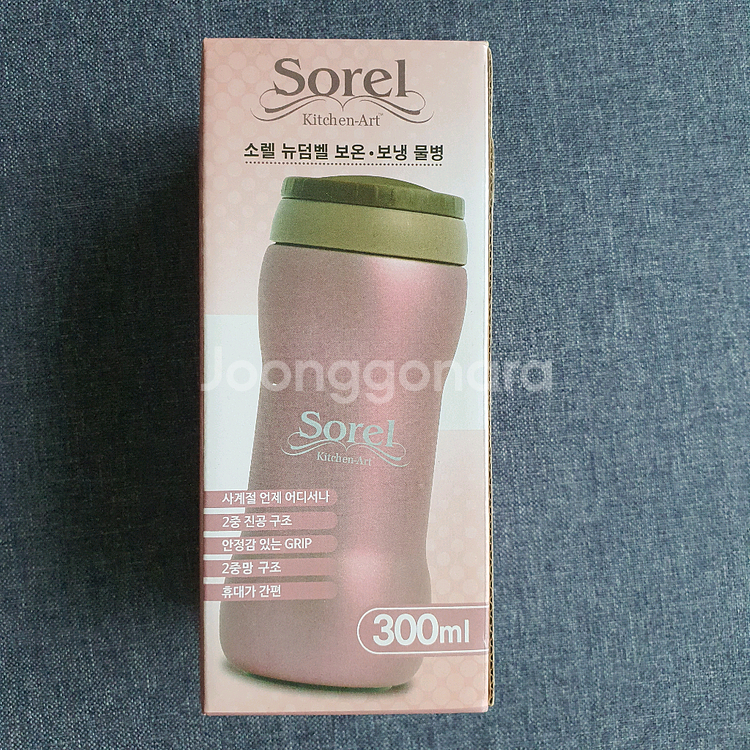 Sorel
Kitchen-Art
소렐 뉴덤벨 보온·보냉 물병
Joonggonara
Sorel
Kitchen-Art
사계절 언제 어디서나
2중 진공 구조
안정감 있는 GRIP
2중망 구조
휴대가 간편
300ml